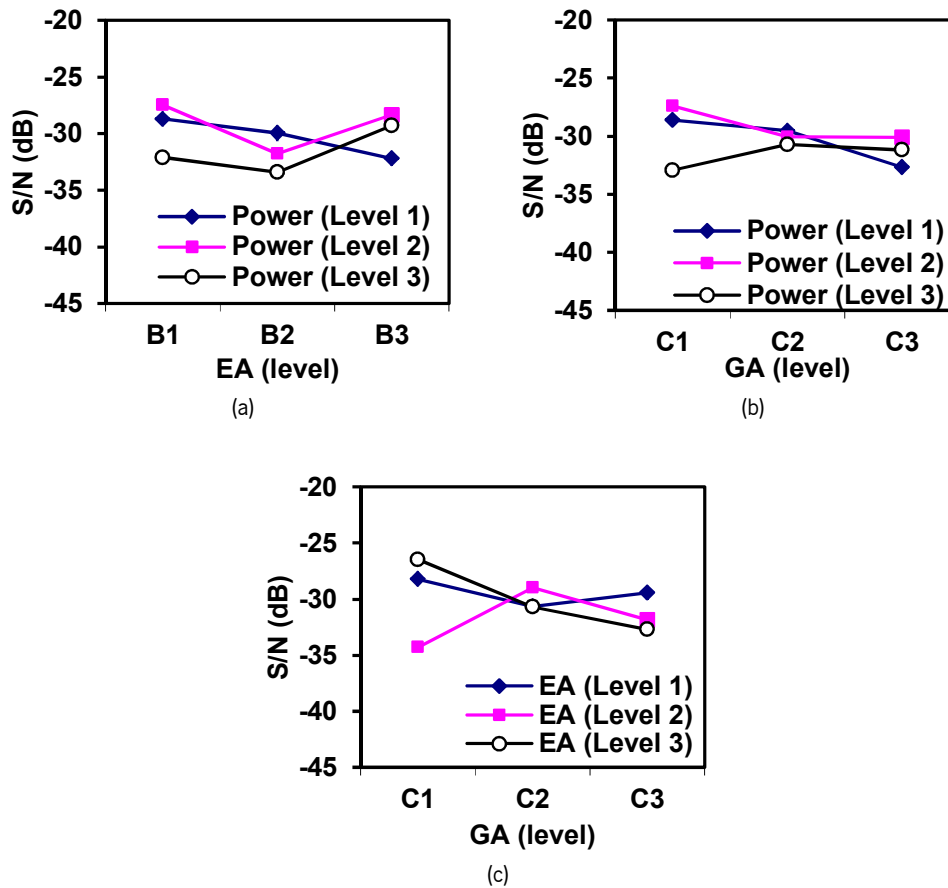 -20
-25
-30
-35
-40
-45
S/N (dB)
Power (Level 1)
Power (Level 2)
Power (Level 3)
B1 B2 B3
EA (level)
(a)
-20
-25
-30
-35
-40
-45
S/N (dB)
Power (Level 1)
Power (Level 2)
Power (Level 3)
C1 C2 C3
GA (level)
(b)
-20
-25
-30
-35
-40
-45
S/N (dB)
EA (Level 1)
EA (Level 2)
EA (Level 3)
C1 C2 C3
GA (level)
(c)